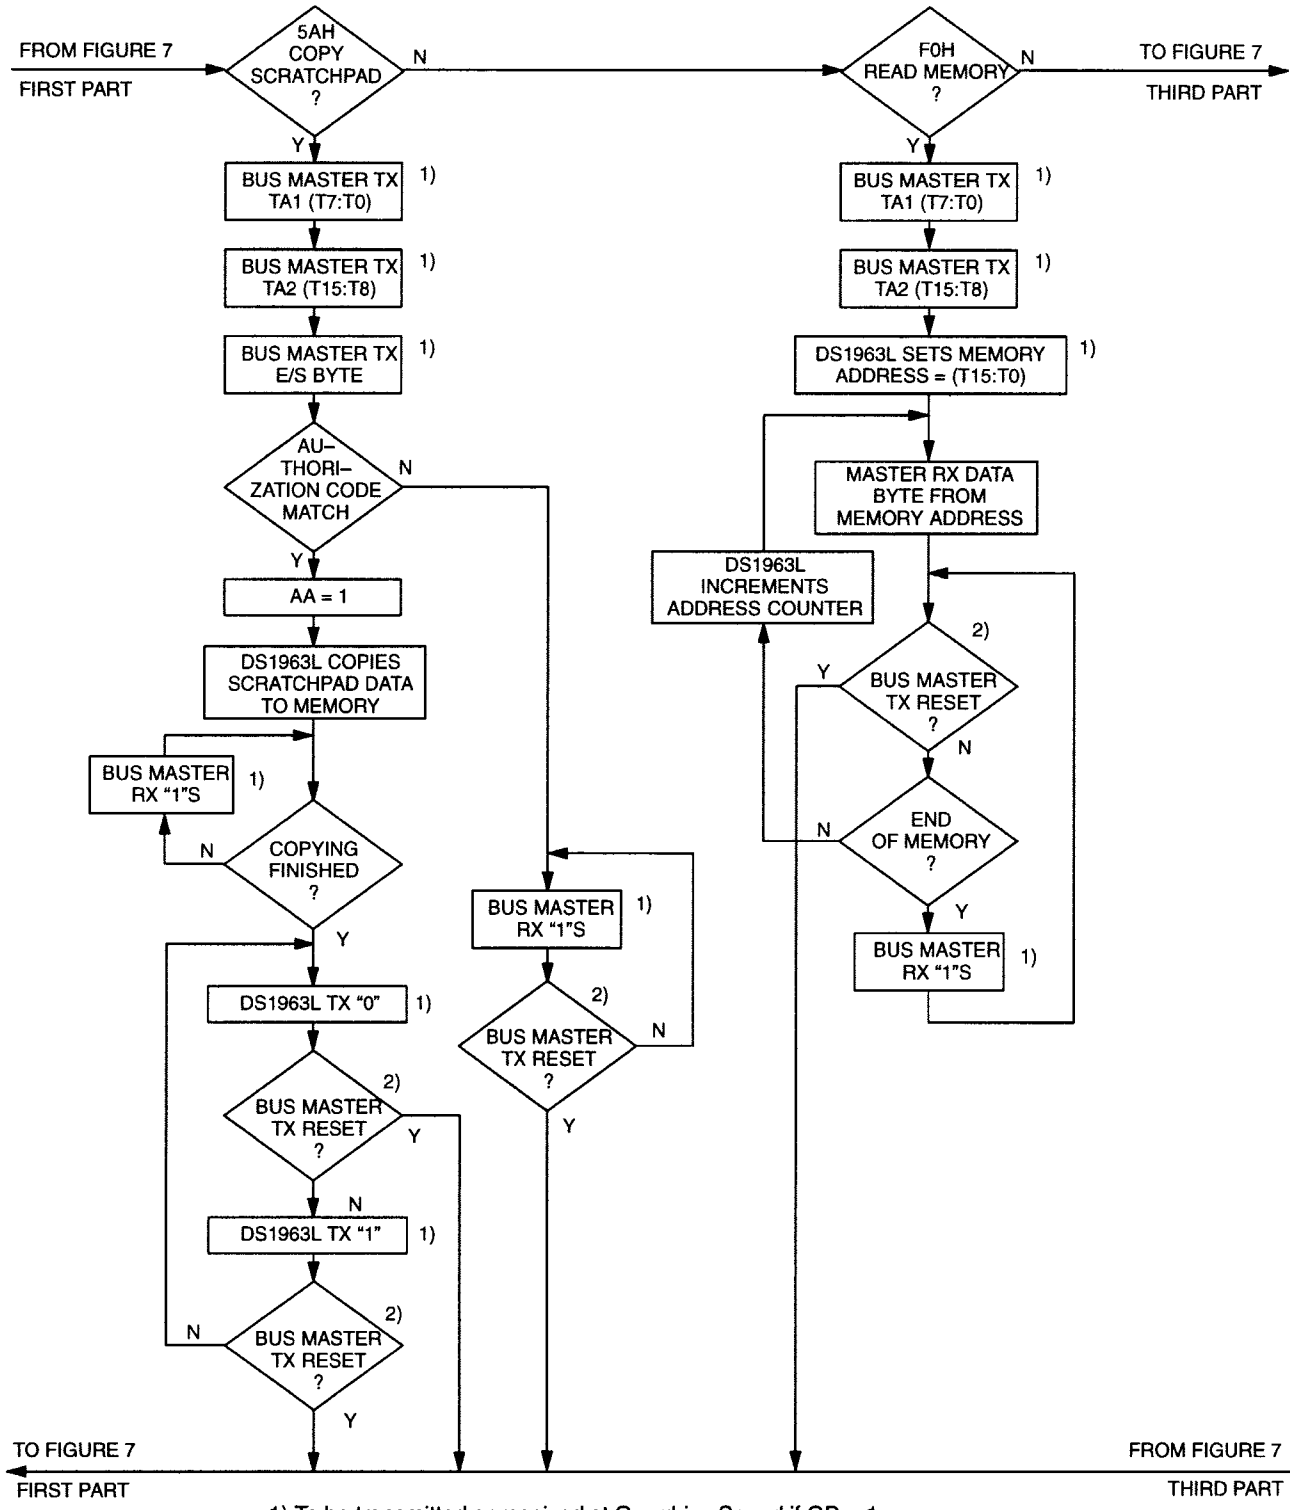 FROM FIGURE 7
FIRST PART
5AH
COPY
SCRATCHPAD
?
N
Y
F0H
READ MEMORY
?
N
Y
TO FIGURE 7
THIRD PART
BUS MASTER TX
TA1 (T7:T0)
1)
BUS MASTER TX
TA2 (T15:T8)
1)
BUS MASTER TX
E/S BYTE
1)
AU–
THORI–
ZATION CODE
MATCH
N
Y
AA = 1
DS1963L COPIES
SCRATCHPAD DATA
TO MEMORY
BUS MASTER
RX “1”S
1)
N
COPYING
FINISHED
?
Y
DS1963L TX “0”
1)
2)
BUS MASTER
TX RESET
?
Y
N
DS1963L TX “1”
1)
2)
BUS MASTER
TX RESET
?
N
Y
BUS MASTER
RX “1”S
1)
2)
BUS MASTER
TX RESET
?
N
Y
BUS MASTER TX
TA1 (T7:T0)
1)
BUS MASTER TX
TA2 (T15:T8)
1)
DS1963L SETS MEMORY
ADDRESS = (T15:T0)
1)
MASTER RX DATA
BYTE FROM
MEMORY ADDRESS
DS1963L
INCREMENTS
ADDRESS COUNTER
2)
Y
BUS MASTER
TX RESET
?
N
END
OF MEMORY
?
N
Y
BUS MASTER
RX “1”S
1)
TO FIGURE 7
FIRST PART
FROM FIGURE 7
THIRD PART